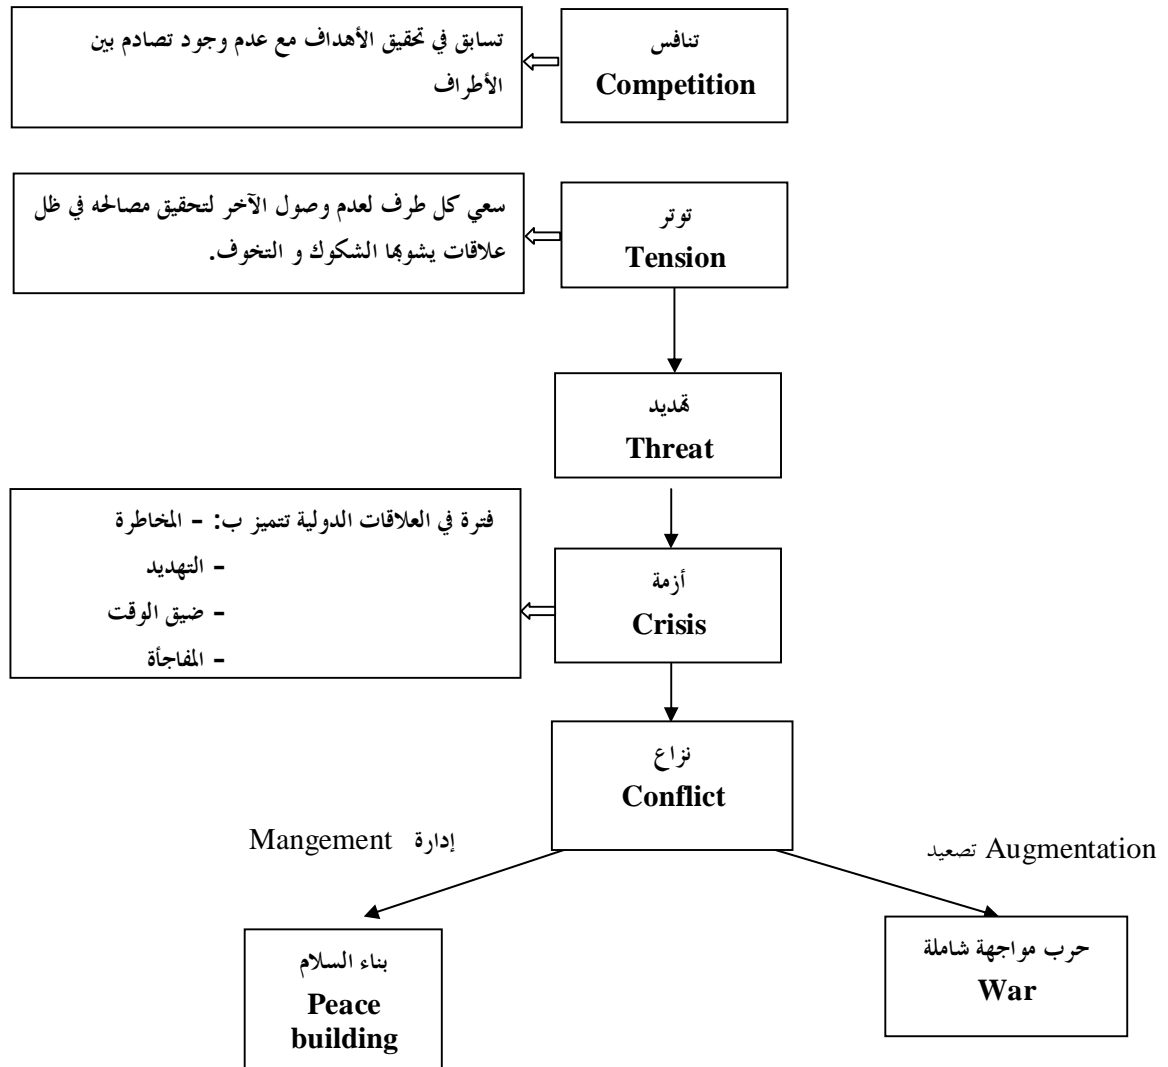 تنافس
Competition
تسابق في تحقيق الأهداف مع عدم وجود تصادم بين
الأطراف
توتر
Tension
سعي كل طرف لعدم وصول الآخر لتحقيق مصالحه في ظل
علاقات يشوبها الشكوك و التخوف.
تهديد
Threat
أزمة
Crisis
فترة في العلاقات الدولية تتميز ب: - المخاطرة
- التهديد
- ضيق الوقت
- المفاجأة
نزاع
Conflict
إدارة Mangement
Augmentation تصعيد
بناء السلام
Peace
building
حرب مواجهة شاملة
War